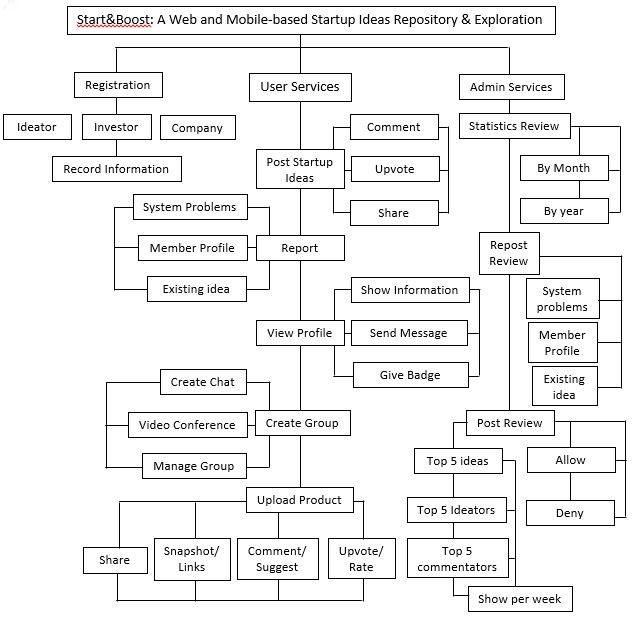 Start&Boost: A Web and Mobile-based Startup Ideas Repository & Exploration
Registration
User Services
Admin Services
Ideator
Investor
Company
Record Information
Post Startup
Ideas
Comment
Upvote
Share
Statistics Review
By Month
By year
System Problems
Member Profile
Existing idea
Report
Repost
Review
System
problems
Member
Profile
Existing
idea
View Profile
Show Information
Send Message
Give Badge
Create Chat
Video Conference
Manage Group
Create Group
Post Review
Top 5 ideas
Top 5 Ideators
Top 5
commentators
Show per week
Allow
Deny
Upload Product
Share
Snapshot/
Links
Comment/
Suggest
Upvote/
Rate